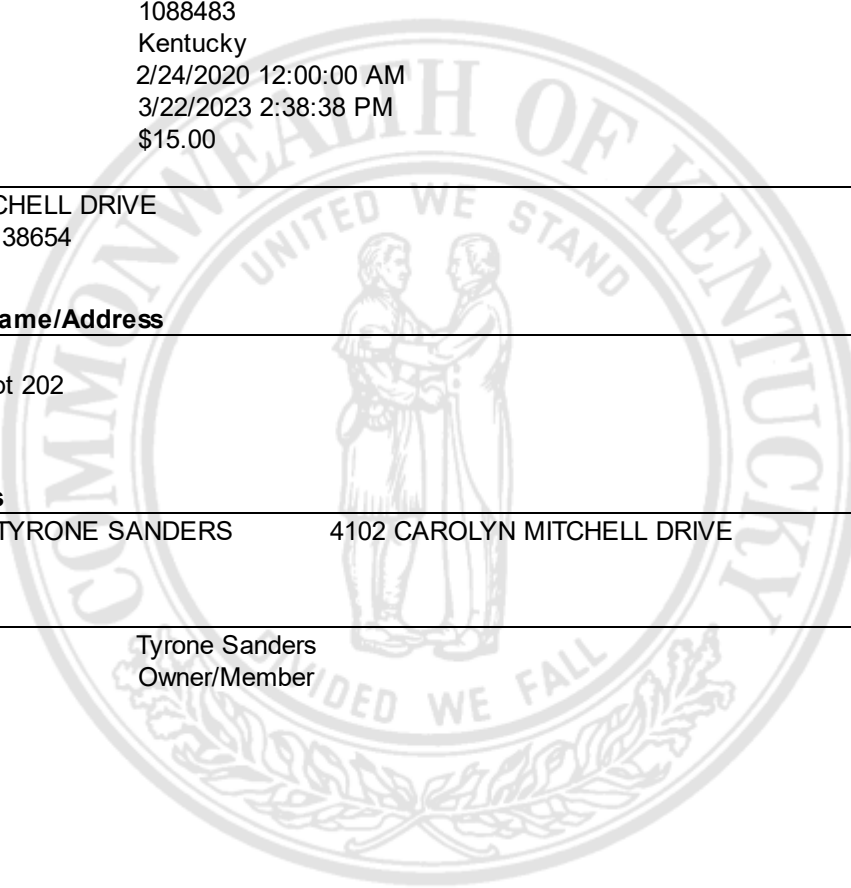 1088483
Kentucky
2/24/2020 12:00:00 AM
3/22/2023 2:38:38 PM
$15.00
CHELL DRIVE
38654
ame/Address
ot 202
s
TYRONE SANDERS 4102 CAROLYN MITCHELL DRIVE
Tyrone Sanders
Owner/Member
COMMONWEALTH OF KENTUCKY
UNITED WE STAND
DIVIDED WE FALL